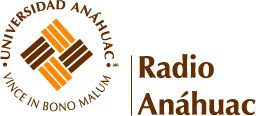 UNIVERSIDAD ANÁHUAC
VINCE IN BONO MALUM
Radio
Anáhuac